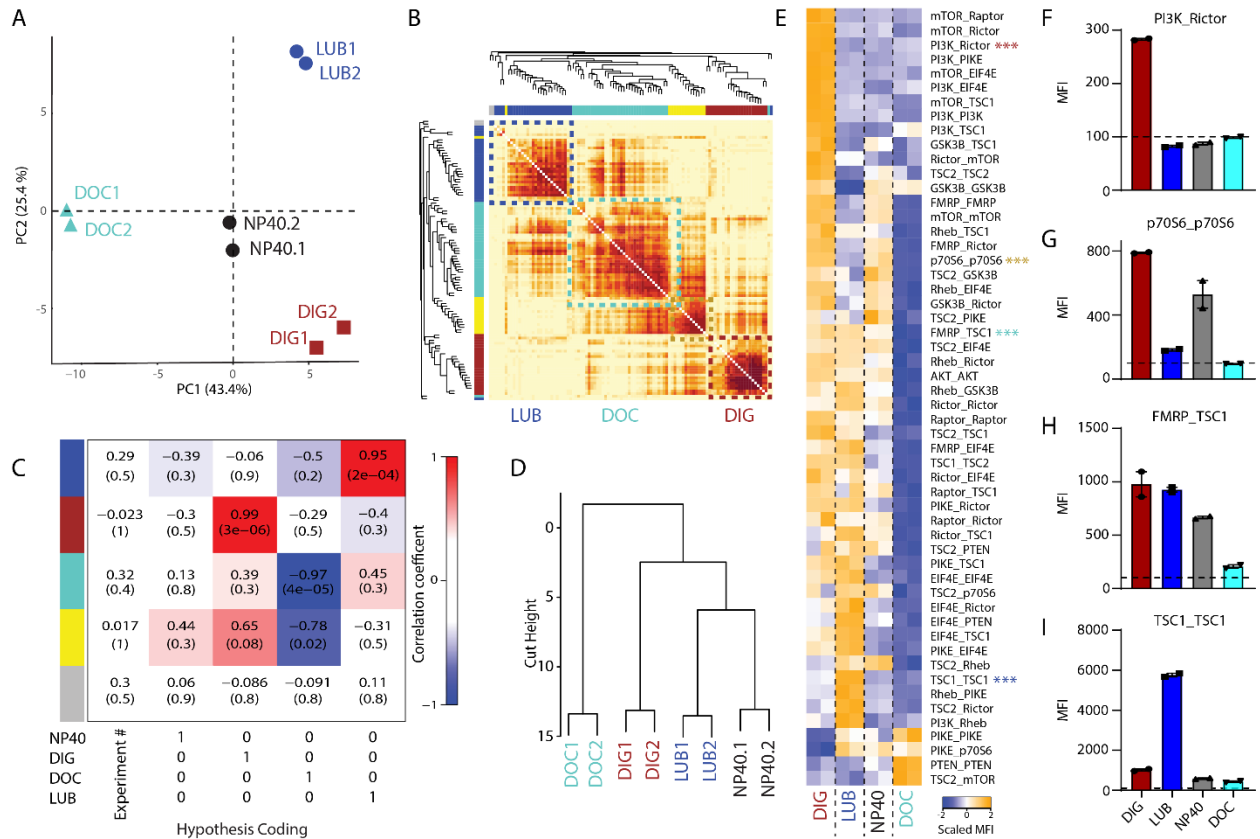 A
LUB1
LUB2
5
PC2 (25.4 %)
DOC1
DOC2
0
NP40.2
NP40.1
-5
DIG2
DIG1
−10
0
5
PC1 (43.4%)
B
LUB
DOC
DIG
C
0.29 −0.39 −0.06 −0.5 0.95
(0.5) (0.3) (0.9) (0.2) (2e−04)
−0.023 −0.3 0.99 −0.29 −0.4
(1) (0.5) (3e−06) (0.5) (0.3)
0.32 0.13 0.39 −0.97 0.45
(0.4) (0.8) (0.3) (4e−05) (0.3)
0.017 0.44 0.65 −0.78 −0.31
(1) (0.3) (0.08) (0.02) (0.5)
0.3 0.06 −0.086 −0.091 0.11
(0.5) (0.9) (0.8) (0.8) (0.8)
NP40 1 0 0 0
DIG 0 1 0 0
DOC 0 0 1 0
LUB 0 0 0 1
Experiment #
Hypothesis Coding
1
0
−1
Correlation coefficent
D
Cut Height
0
5
10
15
DOC1
DOC2
DIG1
DIG2
LUB1
LUB2
NP40.1
NP40.2
E
mTOR_Raptor
mTOR_Rictor
PI3K_Rictor ***
PI3K_PIKE
mTOR_EIF4E
PI3K_EIF4E
mTOR_TSC1
PI3K_PI3K
PI3K_TSC1
GSK3B_TSC1
Rictor_mTOR
TSC2_TSC2
GSK3B_GSK3B
FMRP_FMRP
mTOR_mTOR
Rheb_TSC1
FMRP_Rictor
p70S6_p70S6 ***
TSC2_GSK3B
Rheb_EIF4E
GSK3B_Rictor
TSC2_PIKE
FMRP_TSC1 ***
TSC2_EIF4E
Rheb_Rictor
AKT_AKT
Rheb_GSK3B
Rictor_Rictor
Raptor_Raptor
TSC2_TSC1
FMRP_EIF4E
TSC1_TSC2
Rictor_EIF4E
Raptor_TSC1
PIKE_Rictor
Raptor_Rictor
Rictor_TSC1
TSC2_PTEN
PIKE_TSC1
EIF4E_EIF4E
TSC2_p70S6
EIF4E_Rictor
EIF4E_PTEN
EIF4E_TSC1
PIKE_EIF4E
TSC2_Rheb
TSC1_TSC1 ***
Rheb_PIKE
TSC2_Rictor
PI3K_Rheb
PIKE_PIKE
PIKE_p70S6
PTEN_PTEN
TSC2_mTOR
DIG
LUB
NP40
DOC
-2 0 2
Scaled MFI
F
PI3K_Rictor
MFI
300
200
100
0
G
p70S6_p70S6
MFI
800
400
0
H
FMRP_TSC1
MFI
1500
1000
500
0
I
TSC1_TSC1
MFI
8000
6000
4000
2000
0
DIG
LUB
NP40
DOC